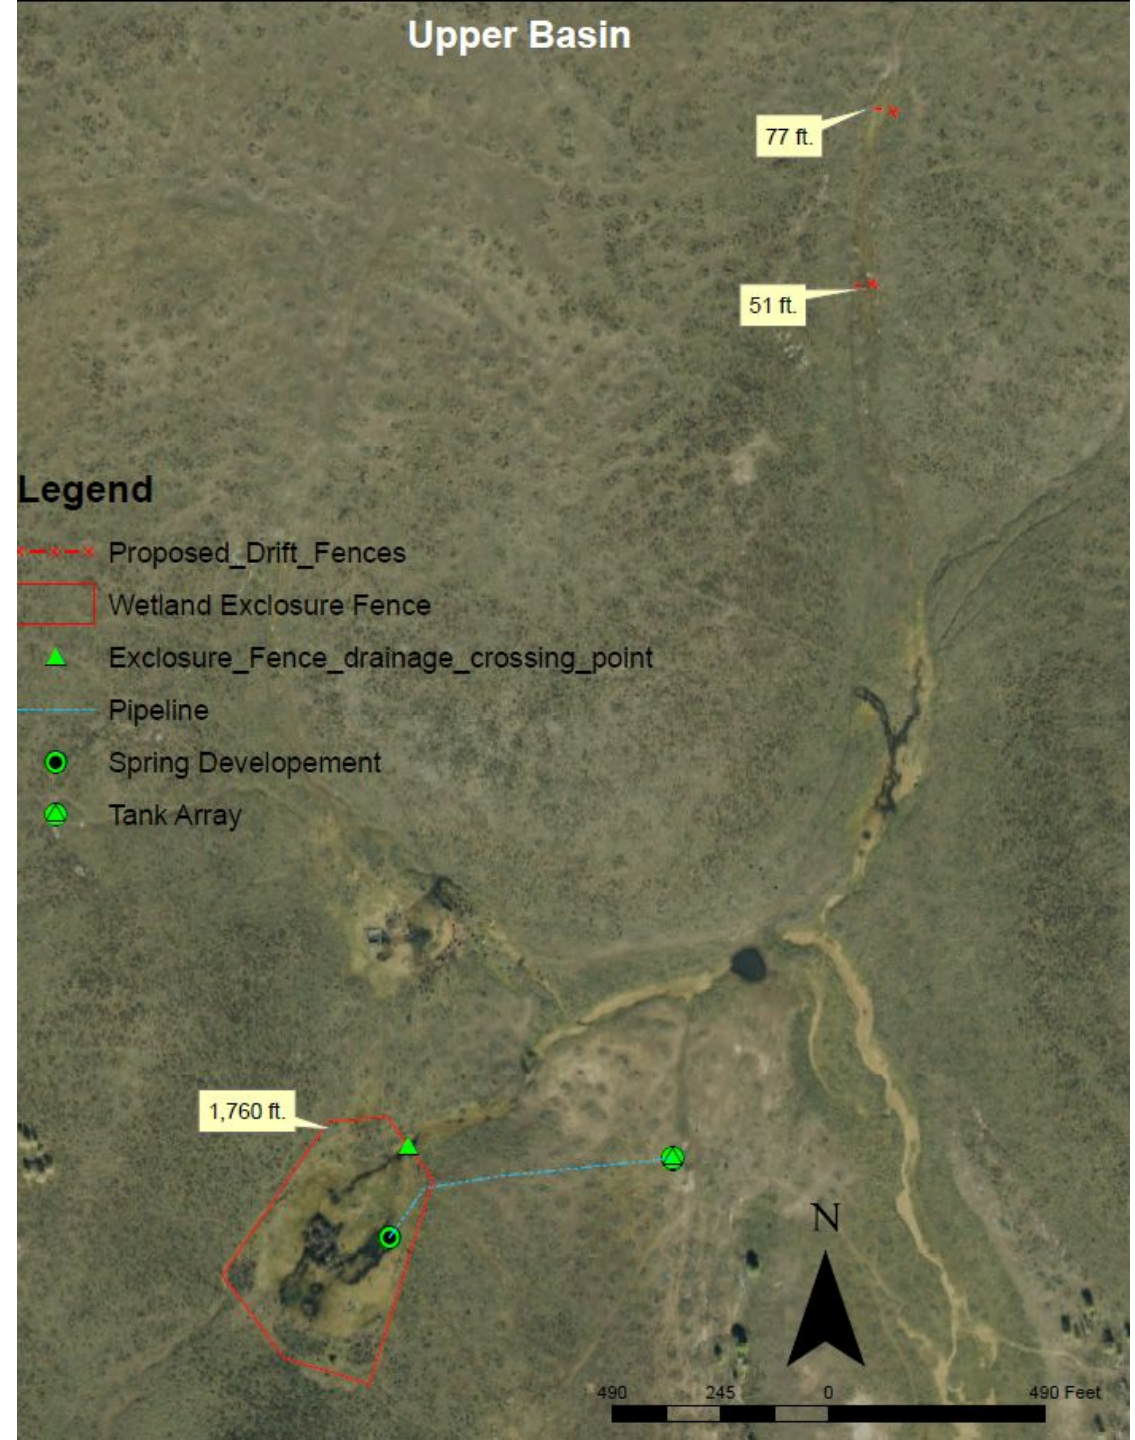 Upper Basin
77 ft.
51 ft.
Legend
Proposed_Drift_Fences
Wetland Exclosure Fence
Exclosure_Fence_drainage_crossing_point
Pipeline
Spring Developement
Tank Array
1,760 ft.
N
490 245 0 490 Feet